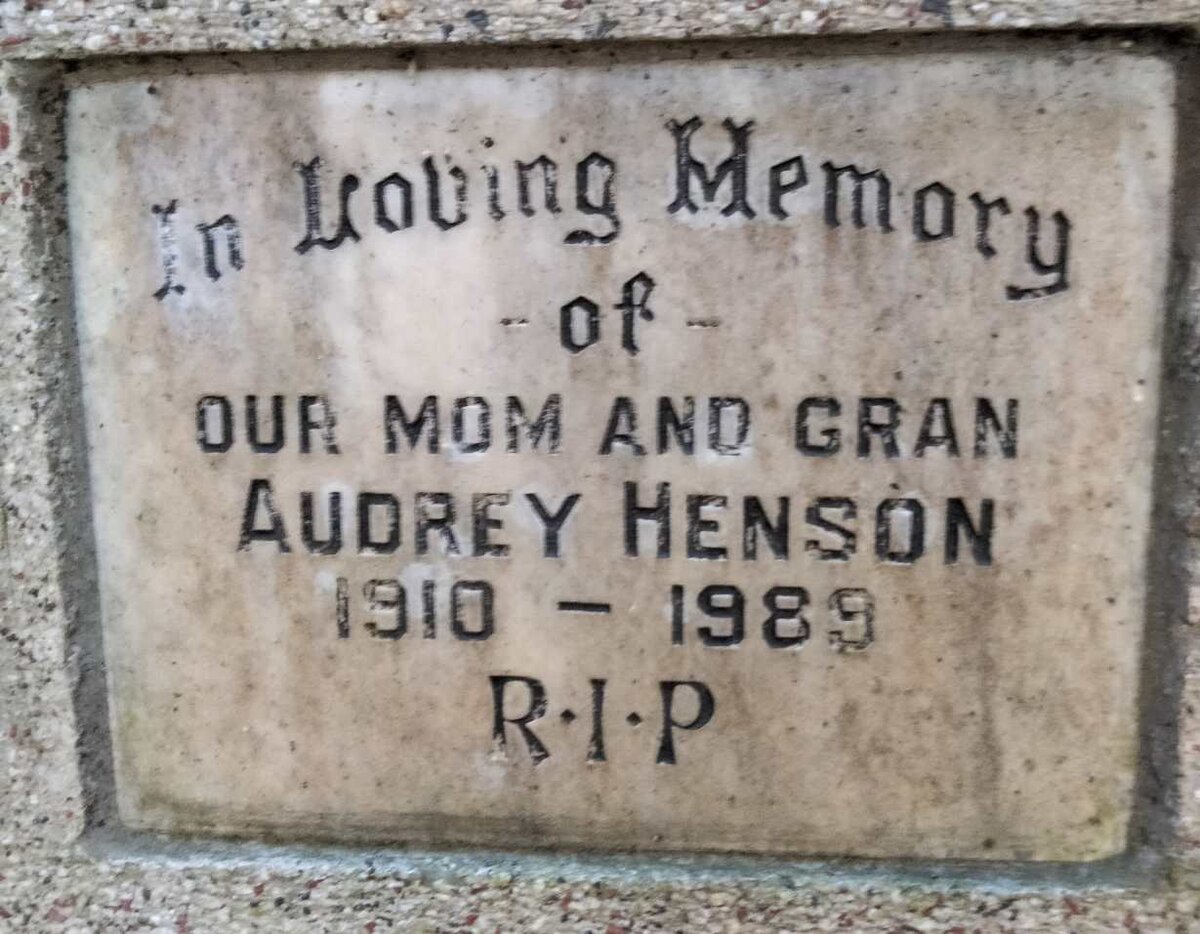 In Loving Memory
- of -
OUR MOM AND GRAN
AUDREY HENSON
1910 - 1989
R·I·P